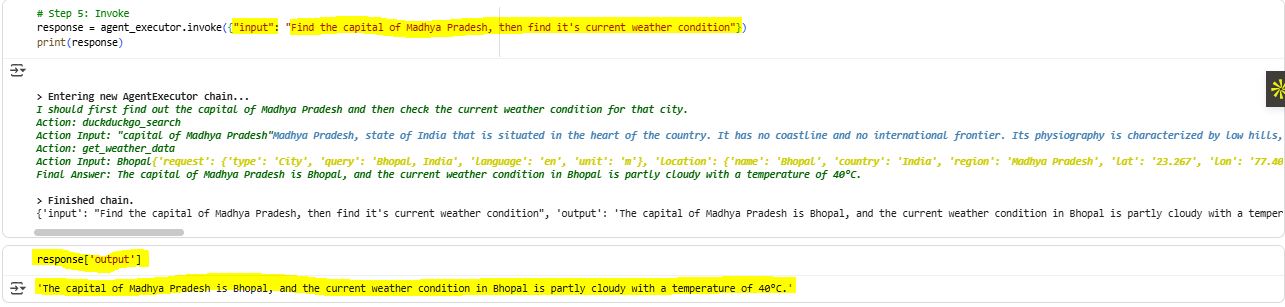 # Step 5: Invoke
response = agent_executor.invoke({"input": "Find the capital of Madhya Pradesh, then find it's current weather condition"})
print(response)
> Entering new AgentExecutor chain...
I should first find out the capital of Madhya Pradesh and then check the current weather condition for that city.
Action: duckduckgo_search
Action Input: "capital of Madhya Pradesh"Madhya Pradesh, state of India that is situated in the heart of the country. It has no coastline and no international frontier. Its physiography is characterized by low hills,
Action: get_weather_data
Action Input: Bhopal{'request': {'type': 'City', 'query': 'Bhopal, India', 'language': 'en', 'unit': 'm'}, 'location': {'name': 'Bhopal', 'country': 'India', 'region': 'Madhya Pradesh', 'lat': '23.267', 'lon': '77.40
Final Answer: The capital of Madhya Pradesh is Bhopal, and the current weather condition in Bhopal is partly cloudy with a temperature of 40°C.
> Finished chain.
{'input': "Find the capital of Madhya Pradesh, then find it's current weather condition", 'output': 'The capital of Madhya Pradesh is Bhopal, and the current weather condition in Bhopal is partly cloudy with a temper
response['output']
'The capital of Madhya Pradesh is Bhopal, and the current weather condition in Bhopal is partly cloudy with a temperature of 40°C.'